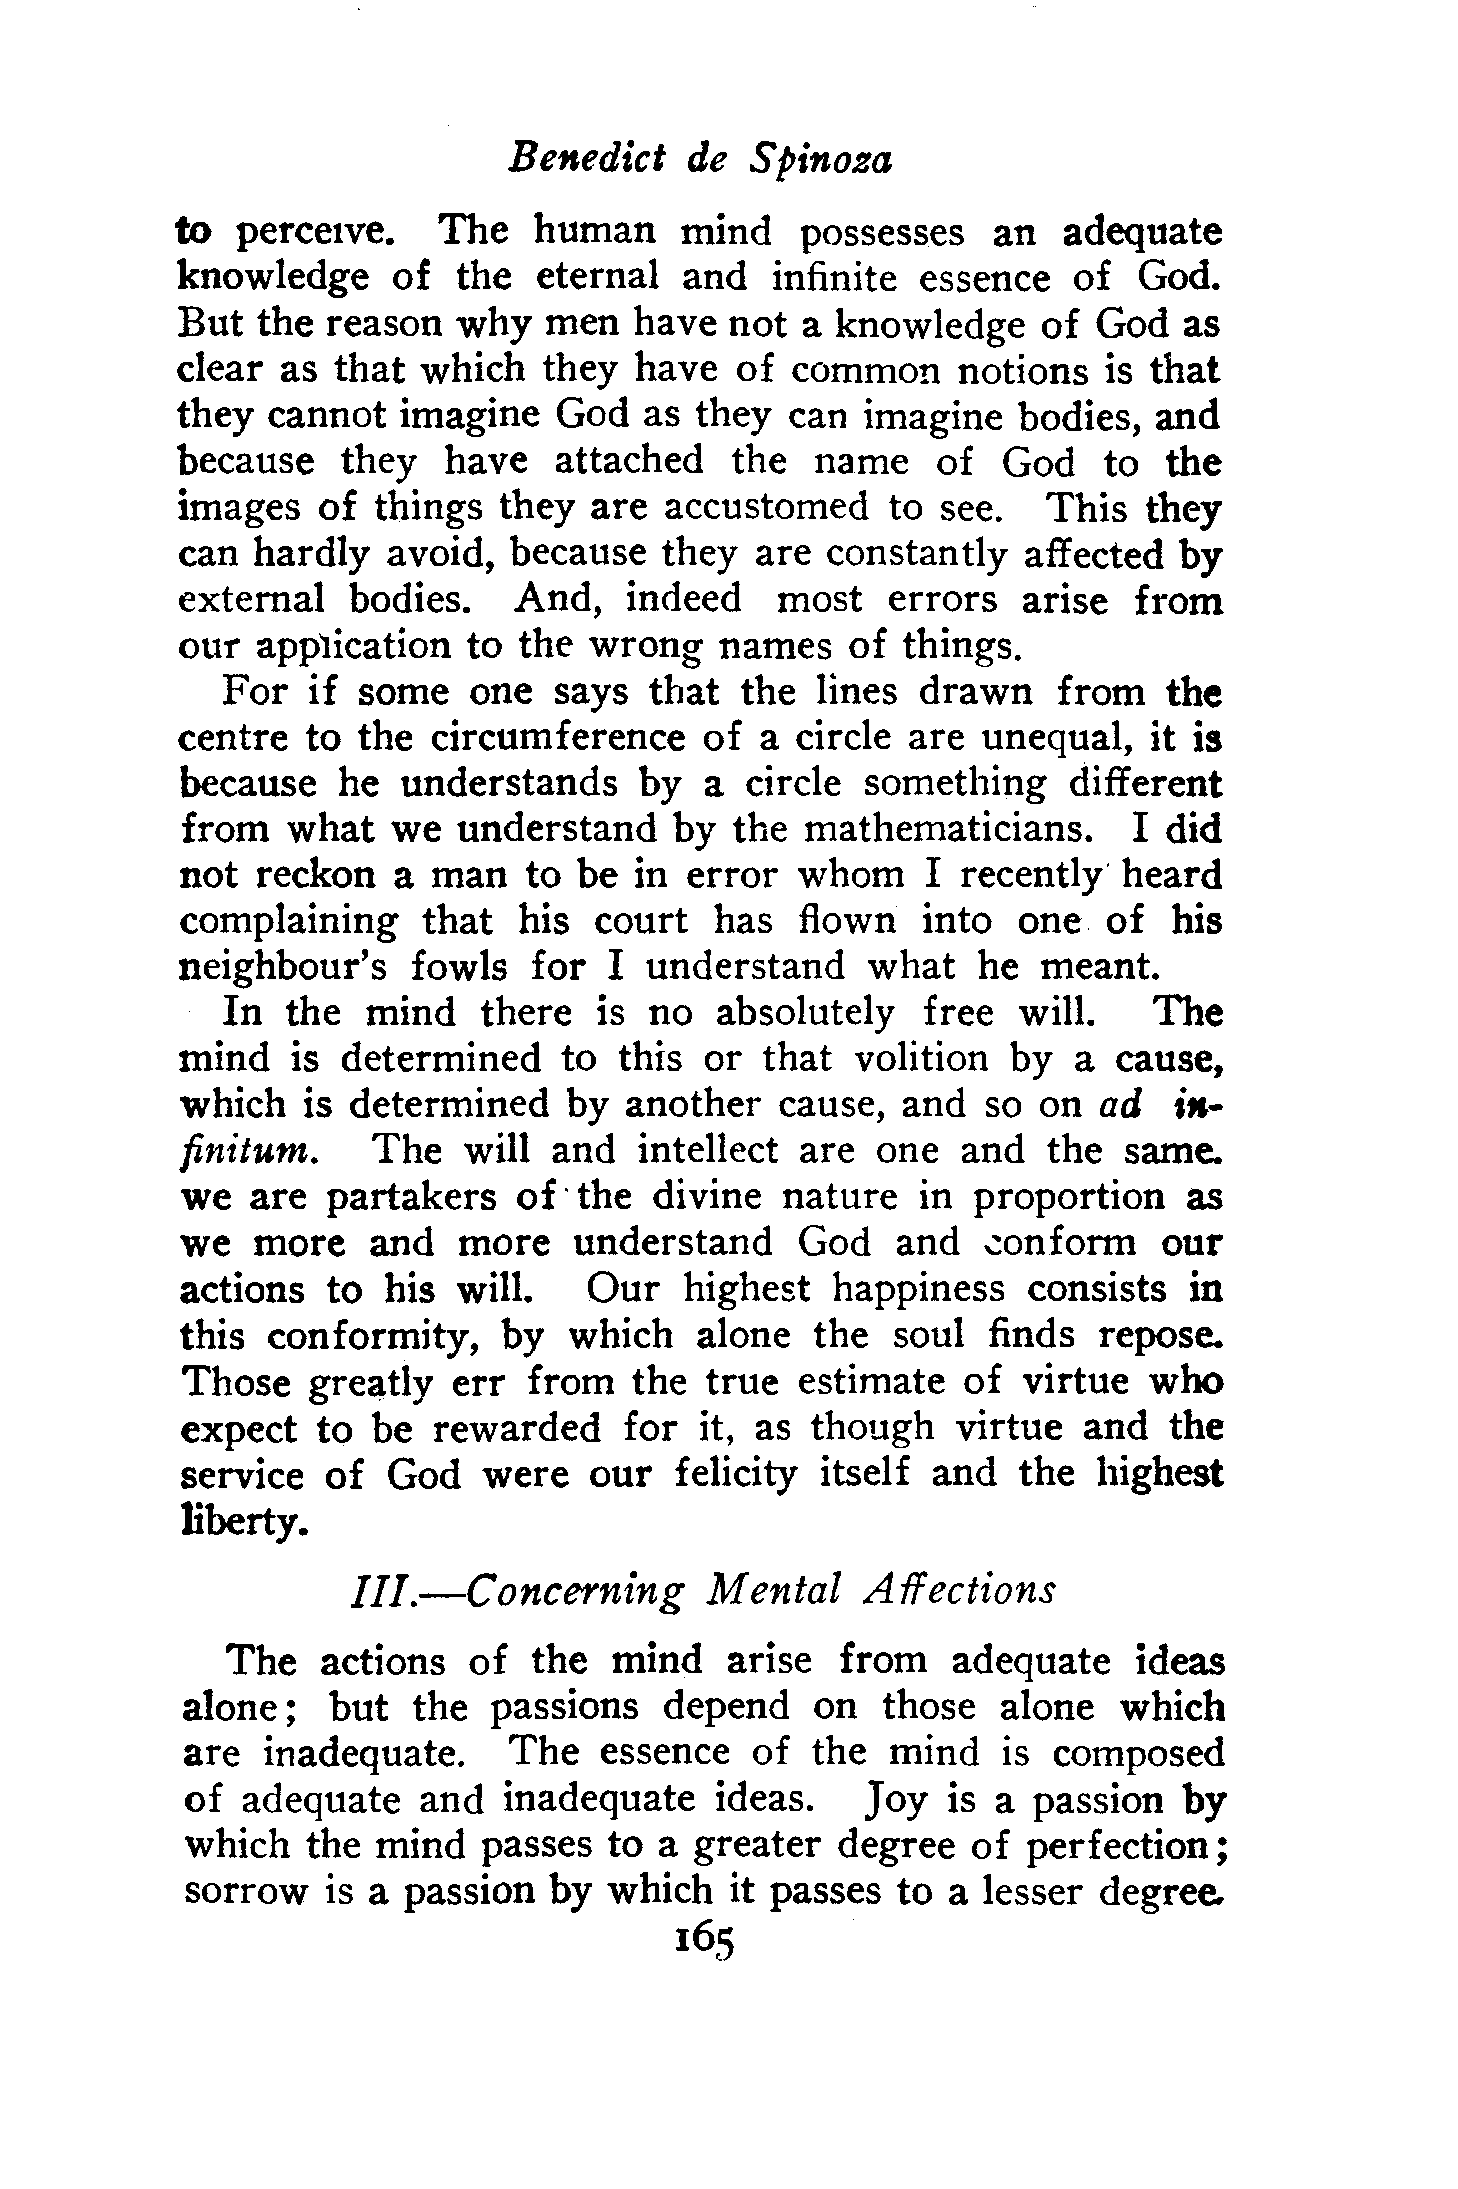 Benedict de Spinoza
to perceive. The human mind possesses an adequate
knowledge of the eternal and infinite essence of God.
But the reason why men have not a knowledge of God as
clear as that which they have of common notions is that
they cannot imagine God as they can imagine bodies, and
because they have attached the name of God to the
images of things they are accustomed to see. This they
can hardly avoid, because they are constantly affected by
external bodies. And, indeed most errors arise from
our application to the wrong names of things.
For if some one says that the lines drawn from the
centre to the circumference of a circle are unequal, it is
because he understands by a circle something different
from what we understand by the mathematicians. I did
not reckon a man to be in error whom I recently heard
complaining that his court has flown into one of his
neighbour's fowls for I understand what he meant.
In the mind there is no absolutely free will. The
mind is determined to this or that volition by a cause,
which is determined by another cause, and so on ad in-
finitum. The will and intellect are one and the same.
we are partakers of the divine nature in proportion as
we more and more understand God and conform our
actions to his will. Our highest happiness consists in
this conformity, by which alone the soul finds repose.
Those greatly err from the true estimate of virtue who
expect to be rewarded for it, as though virtue and the
service of God were our felicity itself and the highest
liberty.
III.—Concerning Mental Affections
The actions of the mind arise from adequate ideas
alone; but the passions depend on those alone which
are inadequate. The essence of the mind is composed
of adequate and inadequate ideas. Joy is a passion by
which the mind passes to a greater degree of perfection;
sorrow is a passion by which it passes to a lesser degree.
165